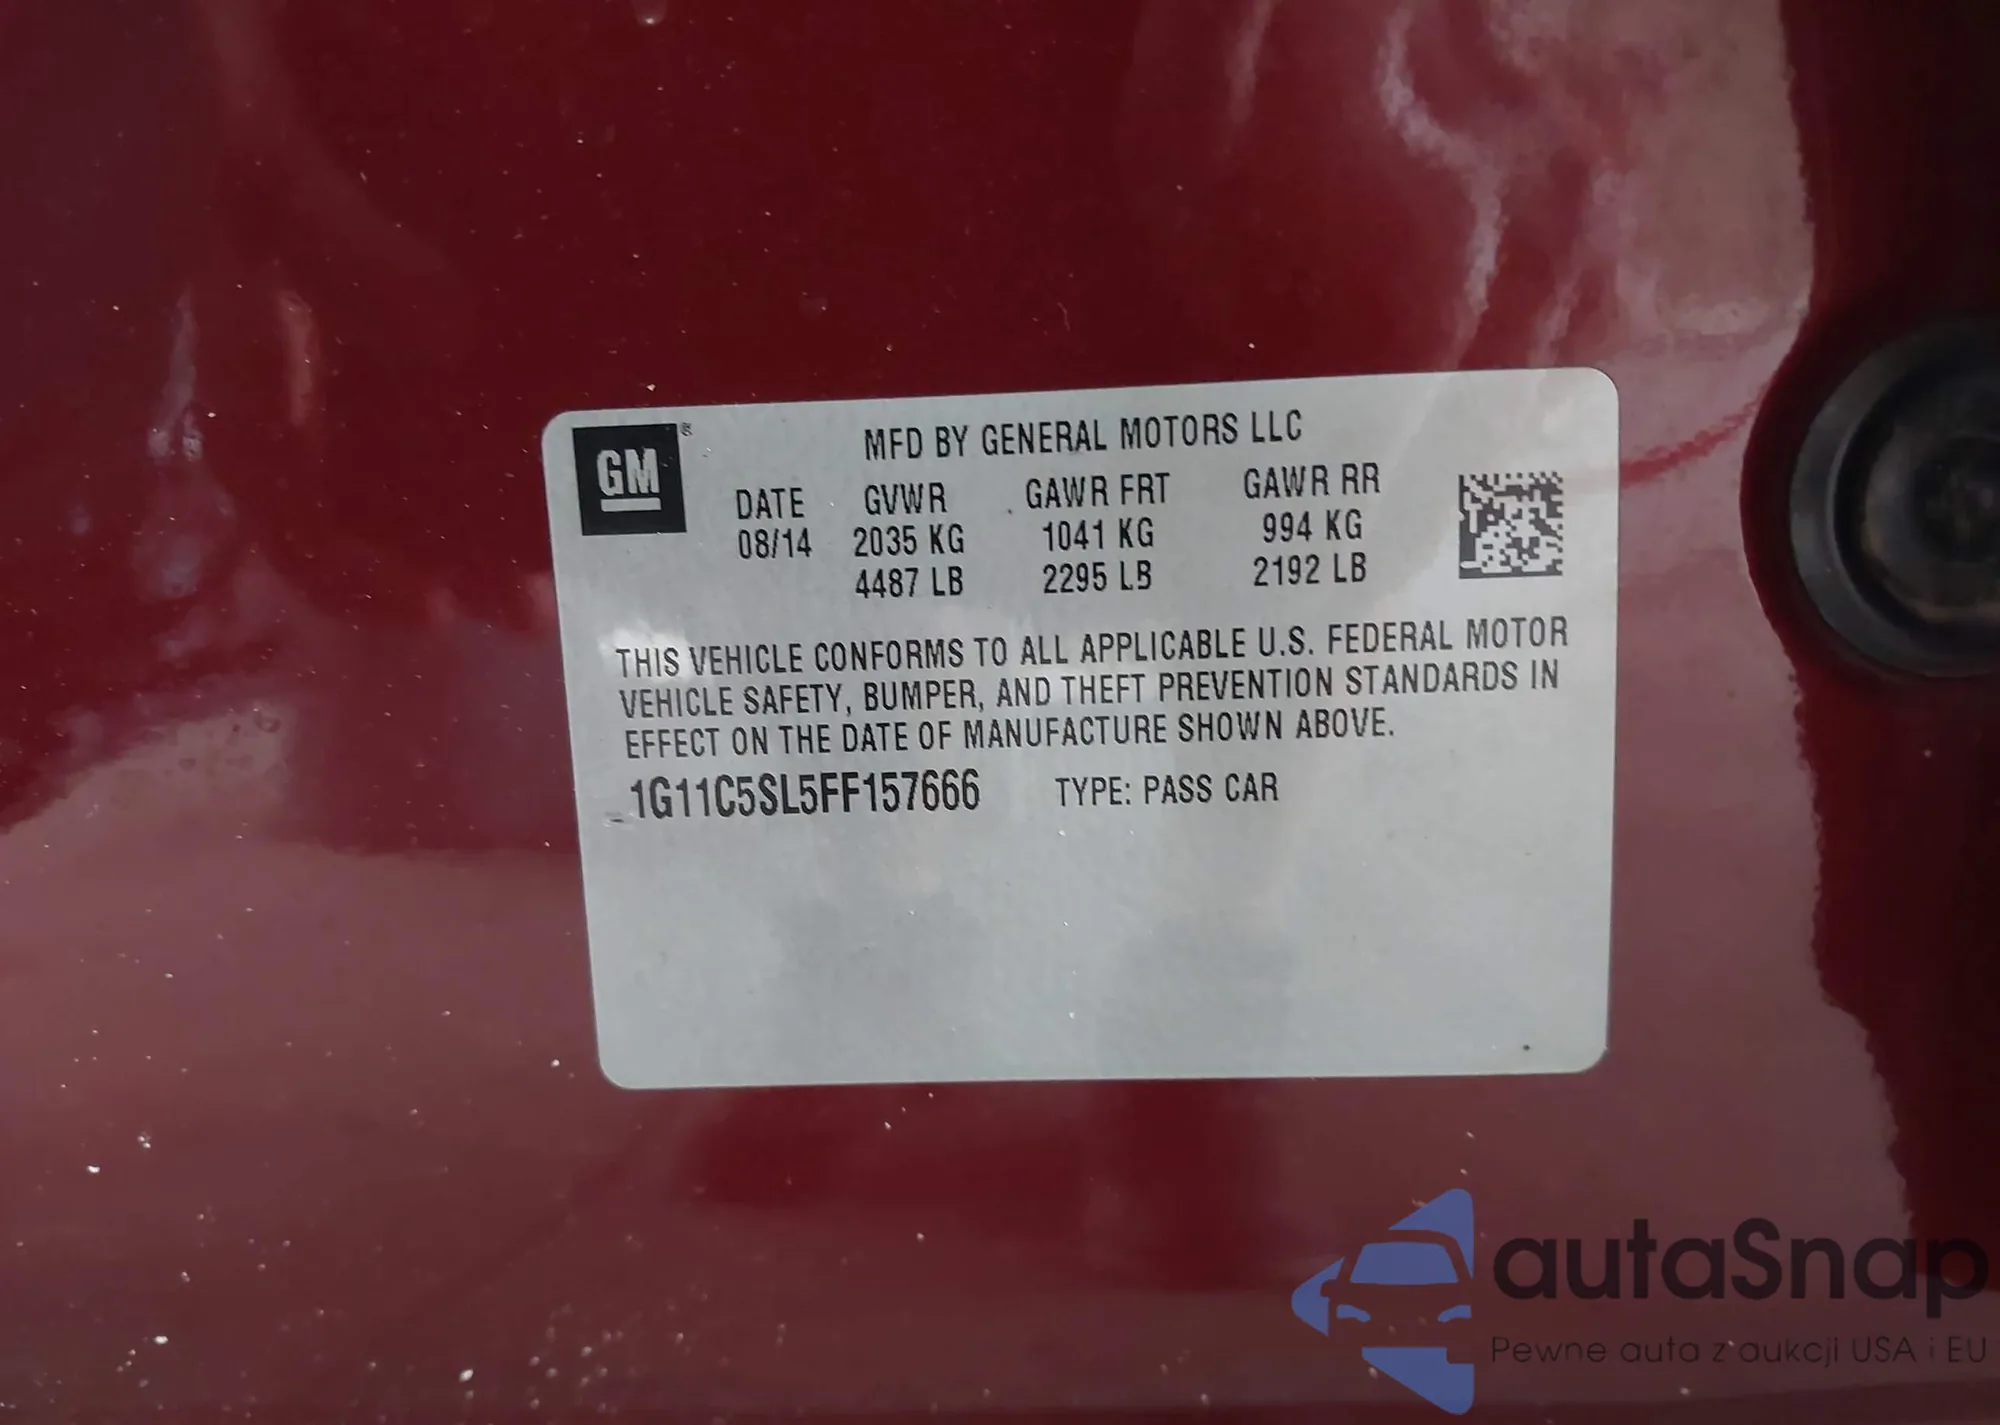 GM ®
MFD BY GENERAL MOTORS LLC
DATE GVWR GAWR FRT GAWR RR
08/14 2035 KG 1041 KG 994 KG
4487 LB 2295 LB 2192 LB
THIS VEHICLE CONFORMS TO ALL APPLICABLE U.S. FEDERAL MOTOR
VEHICLE SAFETY, BUMPER, AND THEFT PREVENTION STANDARDS IN
EFFECT ON THE DATE OF MANUFACTURE SHOWN ABOVE.
1G11C5SL5FF157666 TYPE: PASS CAR
autaSnap
Pewne auta z aukcji USA i EU